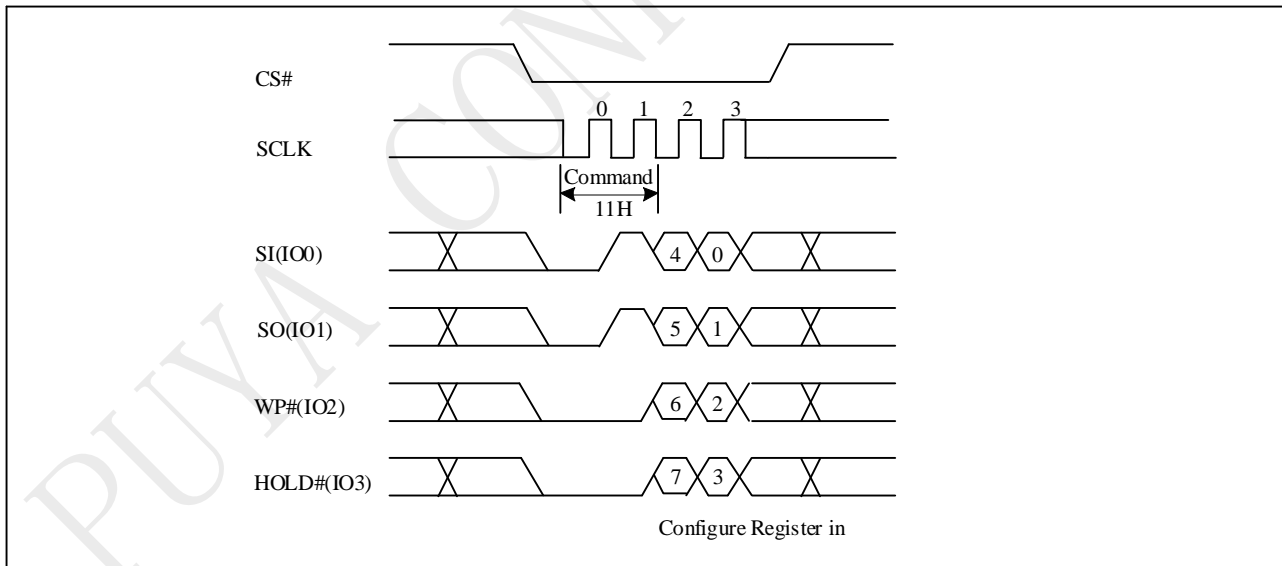 CS#
0 1 2 3
SCLK
Command
11H
SI(IO0)
4 0
SO(IO1)
5 1
WP#(IO2)
6 2
HOLD#(IO3)
7 3
Configure Register in
PUYA CONF